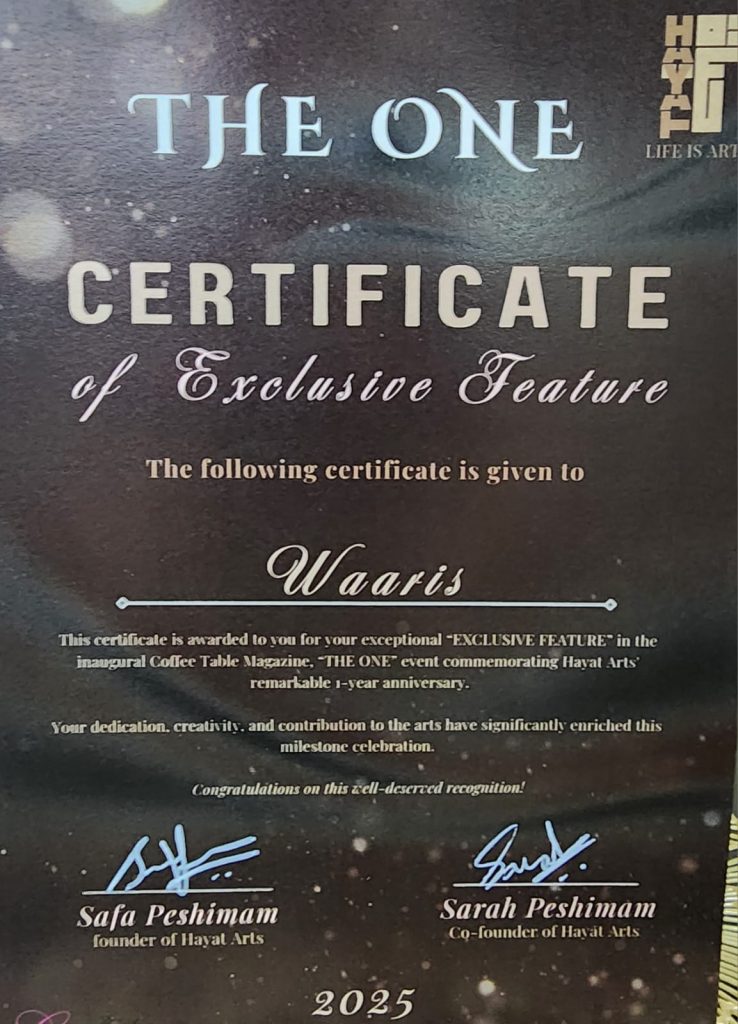 THE ONE
HAYAT
LIFE IS ART
CERTIFICATE
of Exclusive Feature
The following certificate is given to
Waaris
This certificate is awarded to you for your exceptional “EXCLUSIVE FEATURE” in the
inaugural Coffee Table Magazine, “THE ONE” event commemorating Hayat Arts’
remarkable 1-year anniversary.
Your dedication, creativity, and contribution to the arts have significantly enriched this
milestone celebration.
Congratulations on this well-deserved recognition!
Safa Peshimam
founder of Hayat Arts
Sarah Peshimam
Co-founder of Hayat Arts
2025